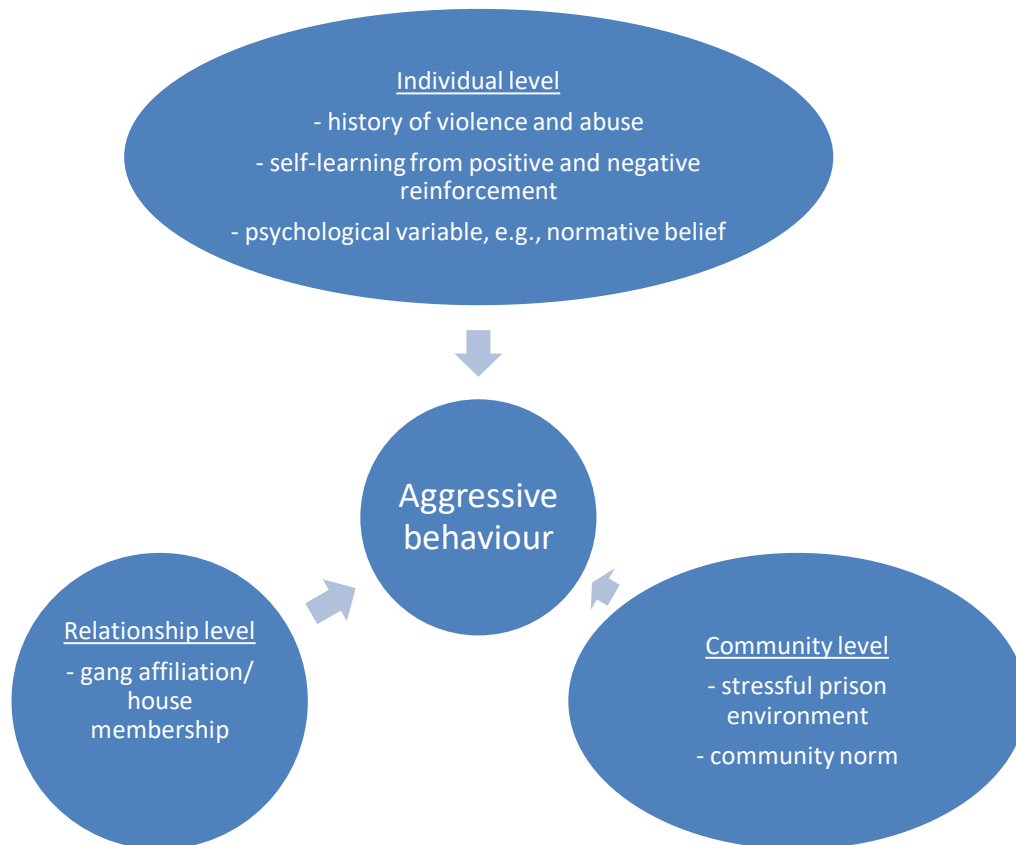 Individual level
- history of violence and abuse
- self-learning from positive and negative
reinforcement
- psychological variable, e.g., normative belief
Aggressive
behaviour
Relationship level
- gang affiliation/
house
membership
Community level
- stressful prison
environment
- community norm